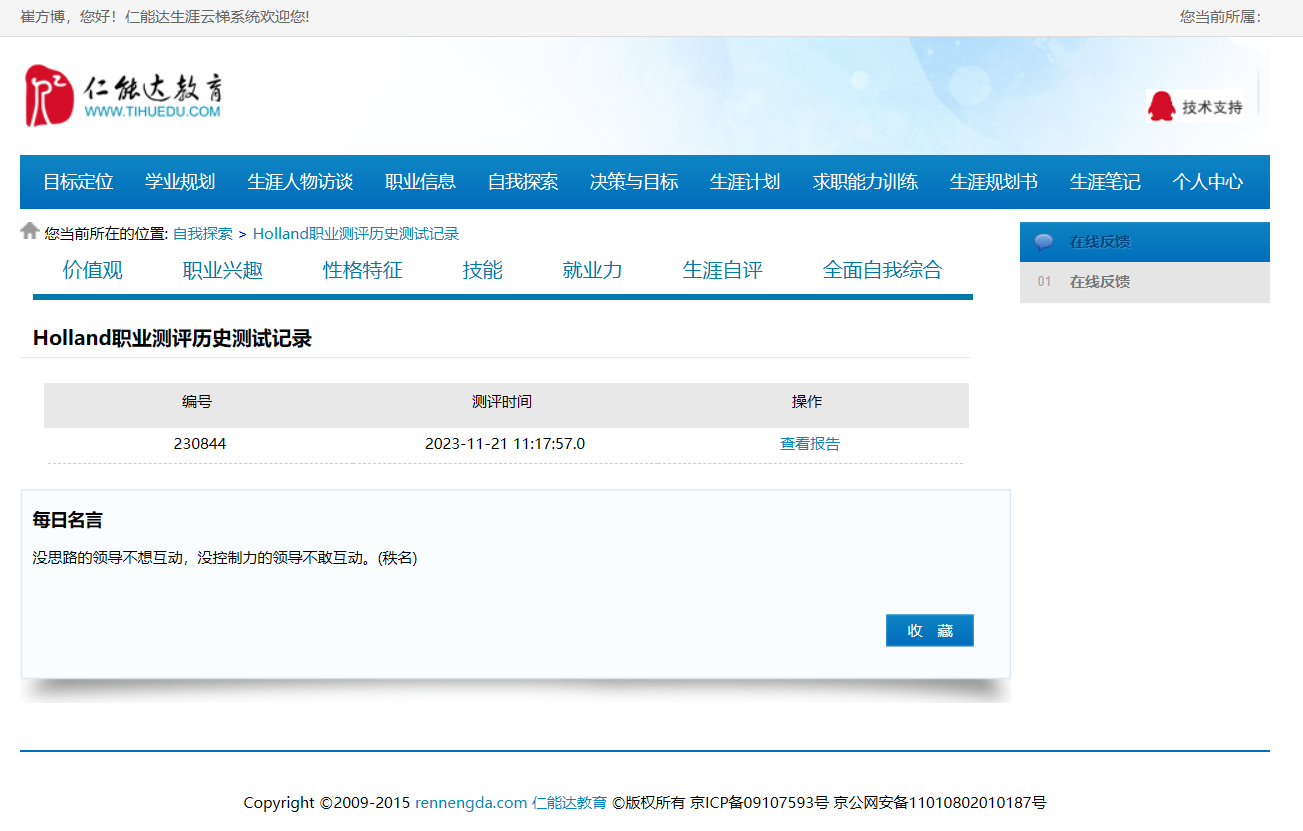 崔方博，您好！仁能达生涯云梯系统欢迎您! 您当前所属：
仁能达教育
WWW.TIHUEDU.COM
技术支持
目标定位 学业规划 生涯人物访谈 职业信息 自我探索 决策与目标 生涯计划 求职能力训练 生涯规划书 生涯笔记 个人中心
您当前所在的位置: 自我探索 > Holland职业测评历史测试记录
在线反馈
01 在线反馈
价值观 职业兴趣 性格特征 技能 就业力 生涯自评 全面自我综合
Holland职业测评历史测试记录
编号 测评时间 操作
230844 2023-11-21 11:17:57.0 查看报告
每日名言
没思路的领导不想互动，没控制力的领导不敢互动。(秩名)
收 藏
Copyright ©2009-2015 rennengda.com 仁能达教育 ©版权所有 京ICP备09107593号 京公网安备11010802010187号